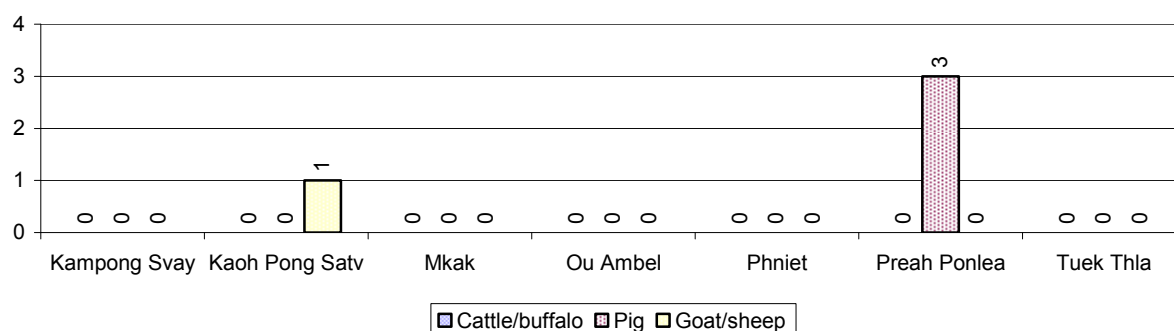 4
3
2
1
0
0 0 0 0 0 1 0 0 0 0 0 0 0 0 0 0 3 0 0 0 0
Kampong Svay Kaoh Pong Satv Mkak Ou Ambel Phniet Preah Ponlea Tuek Thla
Cattle/buffalo Pig Goat/sheep